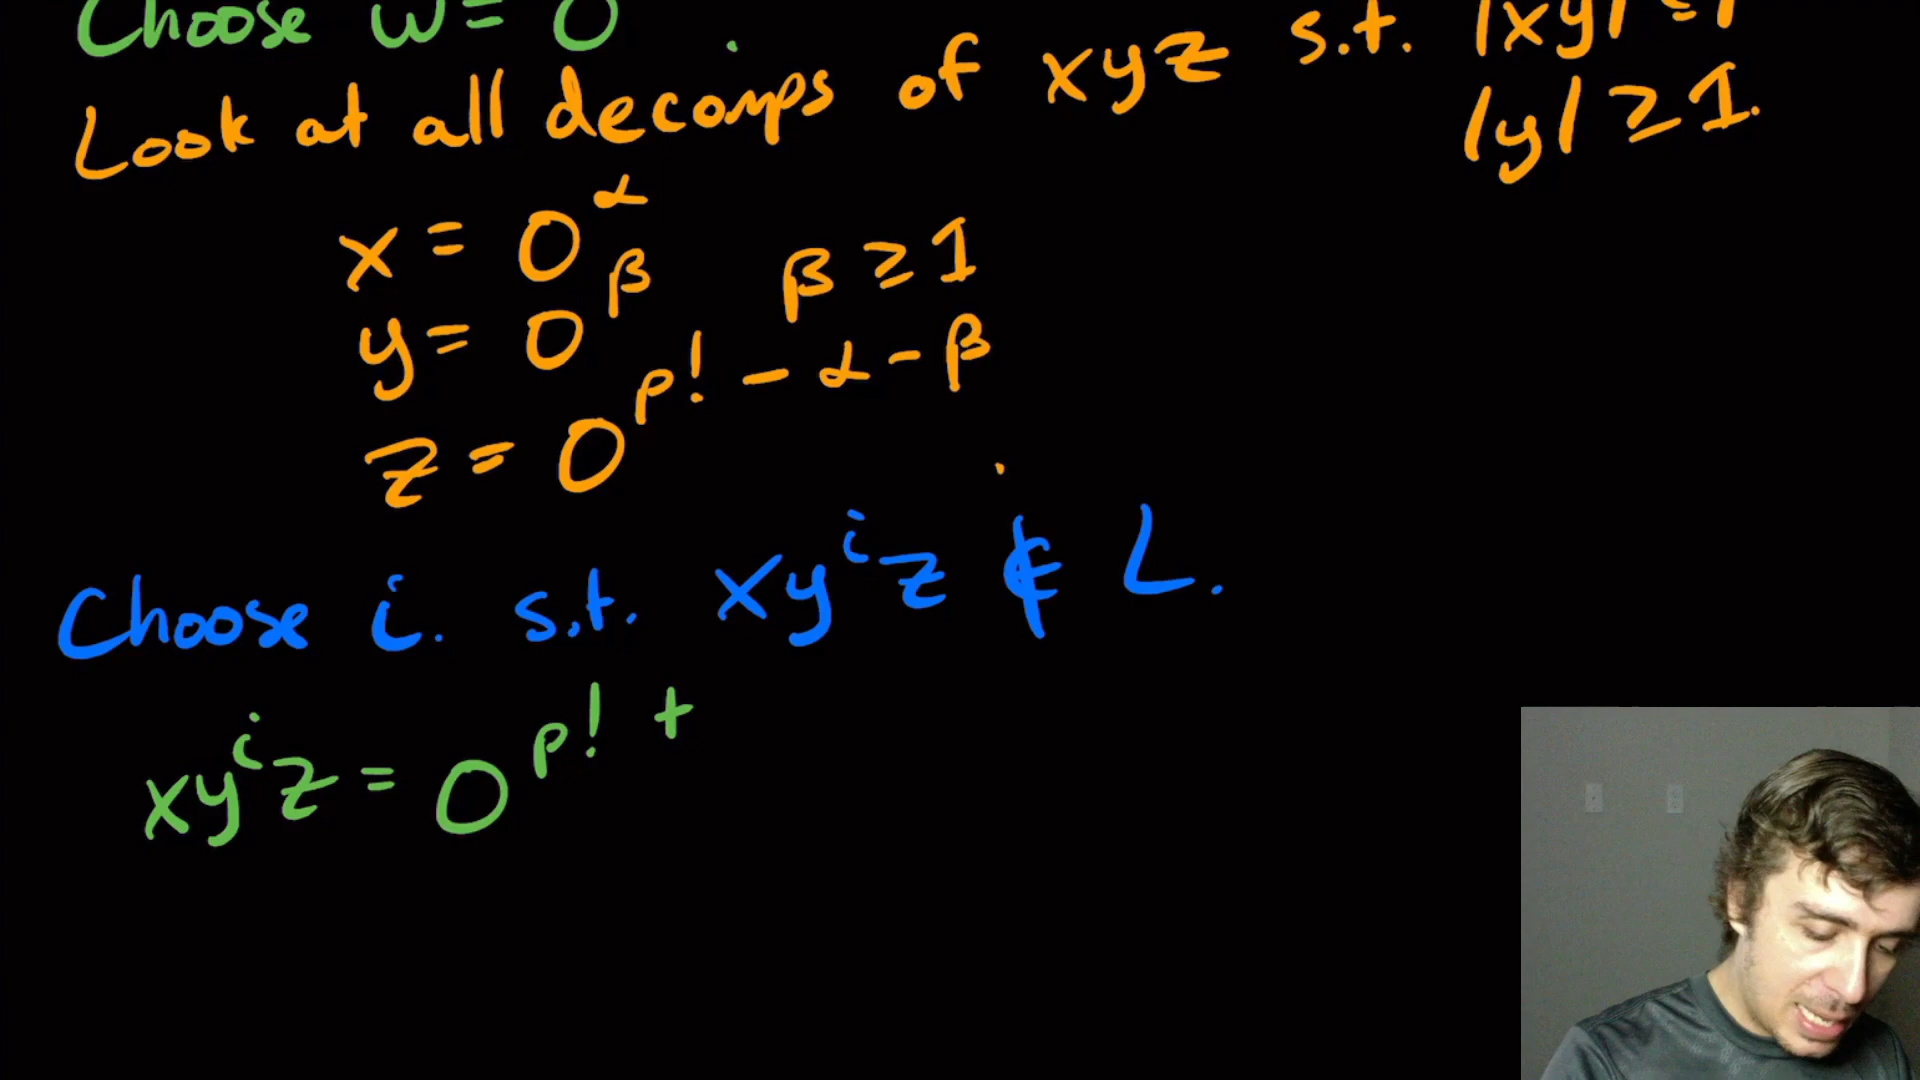 Choose w = 0
Look at all decomps of xyz s.t. |xy| ≤ p
|y| ≥ 1.
x = 0^α
y = 0^β β ≥ 1
z = 0^{p! - α - β}
Choose i. s.t. xy^i z ∉ L.
xy^i z = 0^{p! +